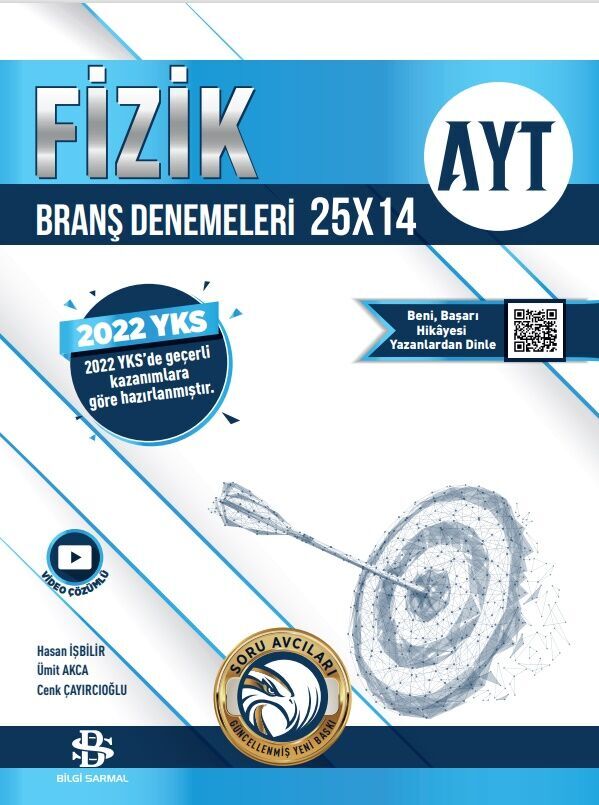 FİZİK
AYT
BRANŞ DENEMELERİ 25X14
2022 YKS
2022 YKS'de geçerli
kazanımlara
göre hazırlanmıştır.
Beni, Başarı
Hikâyesi
Yazanlardan Dinle
VİDEO ÇÖZÜMLÜ
Hasan İŞBİLİR
Ümit AKCA
Cenk ÇAYIRCIOĞLU
SORU AVCILARI
GÜNCELLENMİŞ YENİ BASKI
BS
BİLGİ SARMAL